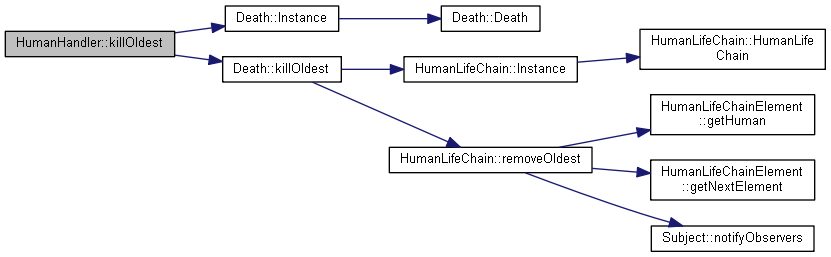 HumanHandler::killOldest
Death::Instance
Death::Death
Death::killOldest
HumanLifeChain::Instance
HumanLifeChain::HumanLife
Chain
HumanLifeChain::removeOldest
HumanLifeChainElement
::getHuman
HumanLifeChainElement
::getNextElement
Subject::notifyObservers